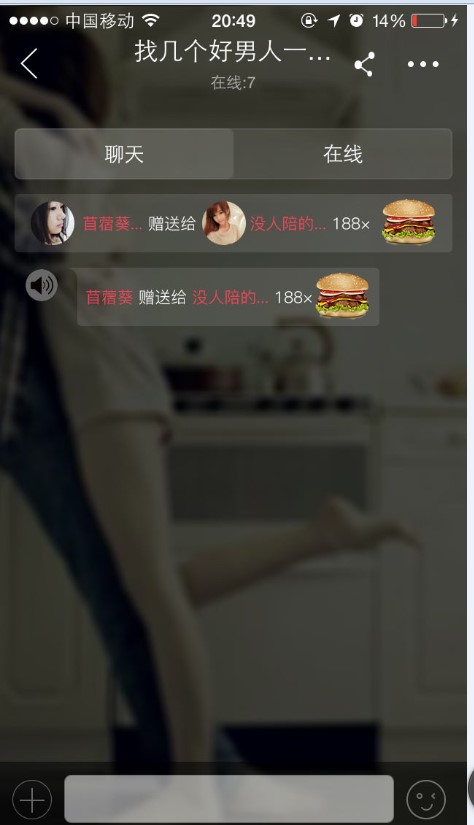 中国移动 20:49 14%
找几个好男人一...
在线:7
聊天 在线
苜蓿葵... 赠送给 没人陪的... 188×
苜蓿葵 赠送给 没人陪的... 188×